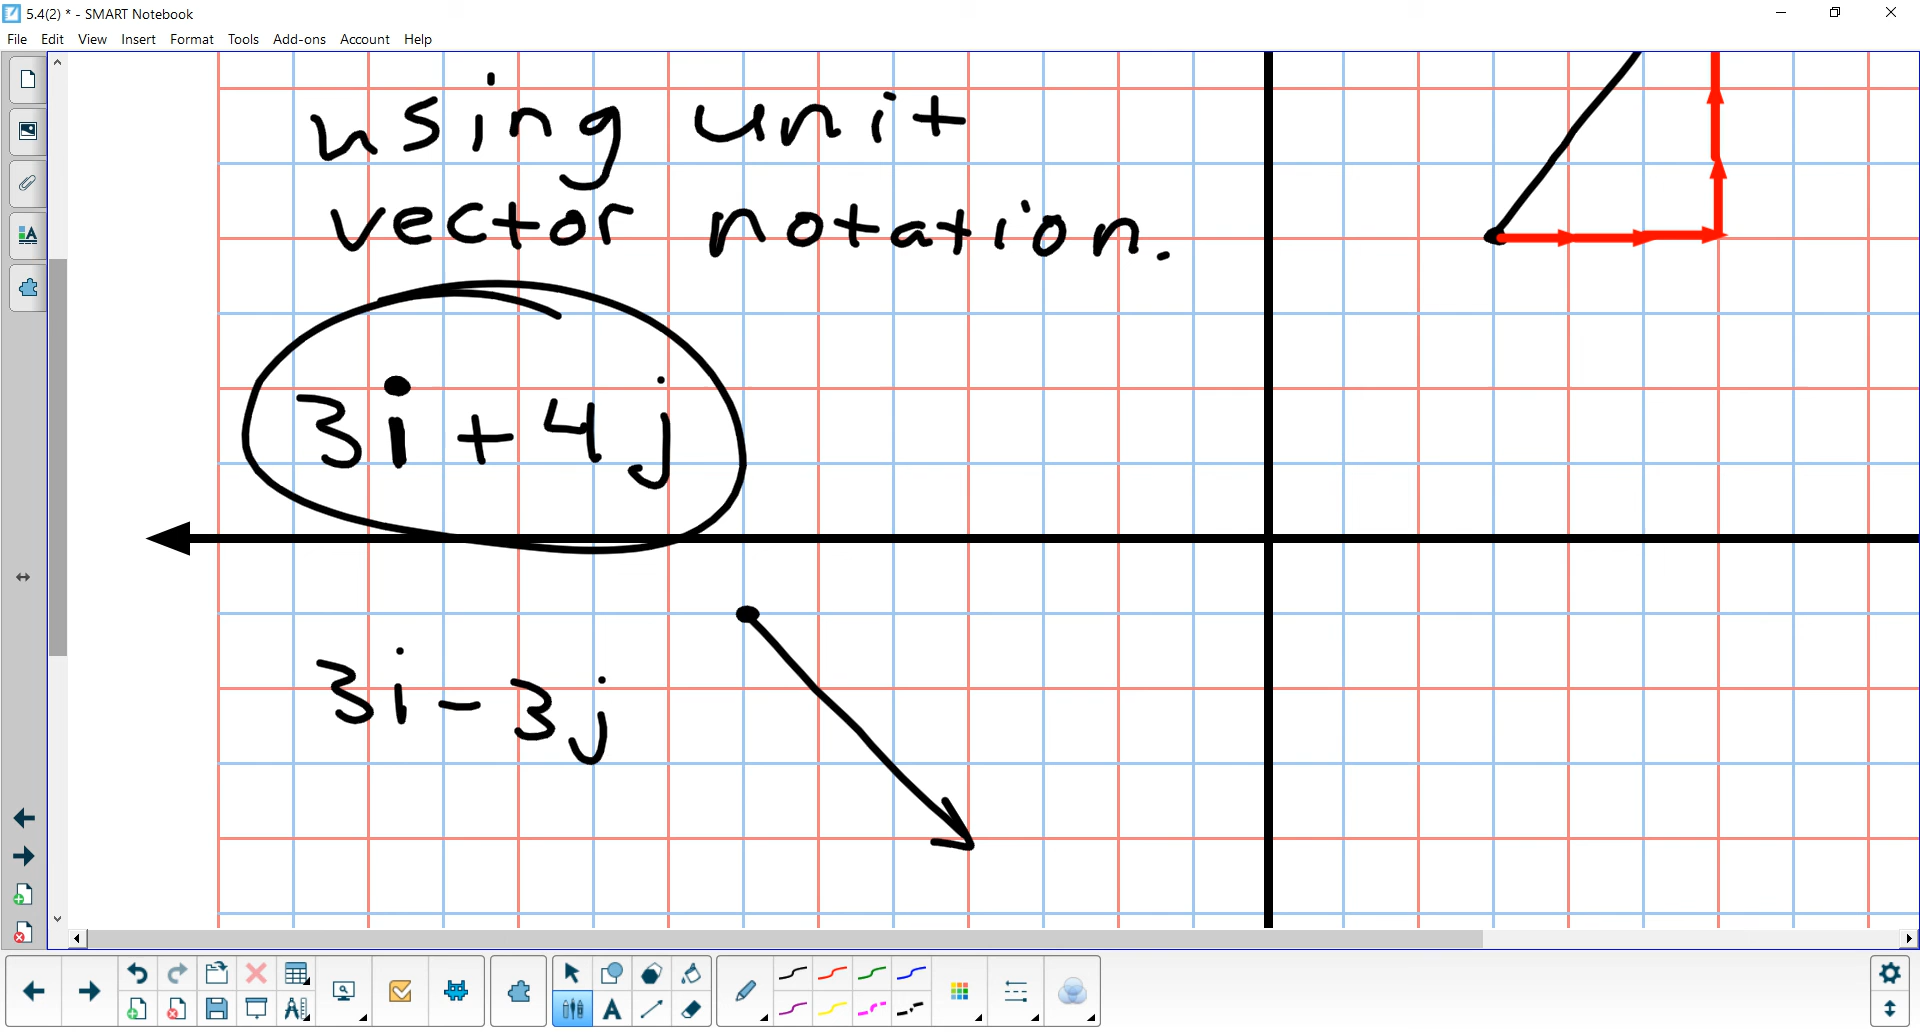 5.4(2) * - SMART Notebook
File Edit View Insert Format Tools Add-ons Account Help
using unit
vector notation.
3i + 4j
3i - 3j